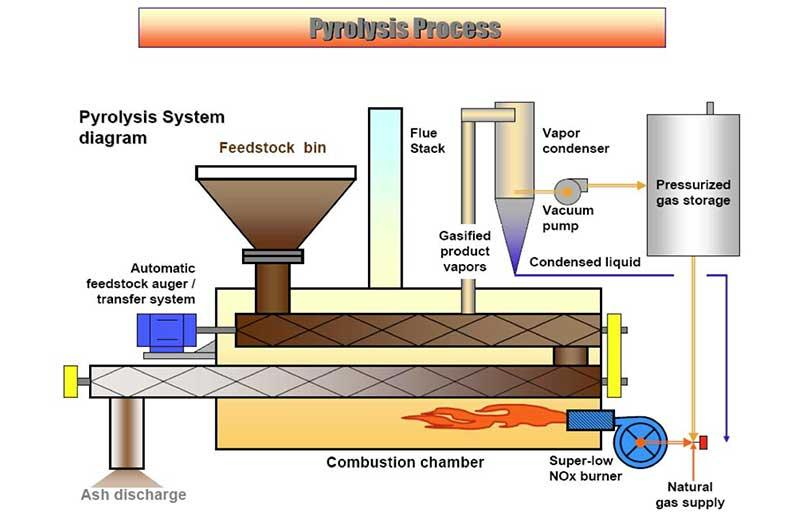 Pyrolysis Process
Pyrolysis System
diagram
Feedstock bin
Flue
Stack
Vapor
condenser
Pressurized
gas storage
Vacuum
pump
Gasified
product
vapors
Condensed liquid
Automatic
feedstock auger /
transfer system
Combustion chamber
Super-low
NOx burner
Natural
gas supply
Ash discharge